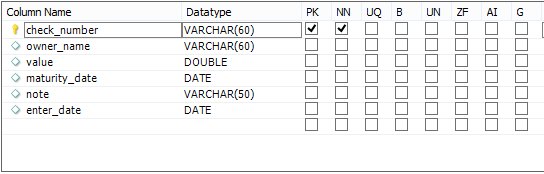 Column Name Datatype PK NN UQ B UN ZF AI G
check_number VARCHAR(60)
owner_name VARCHAR(60)
value DOUBLE
maturity_date DATE
note VARCHAR(50)
enter_date DATE